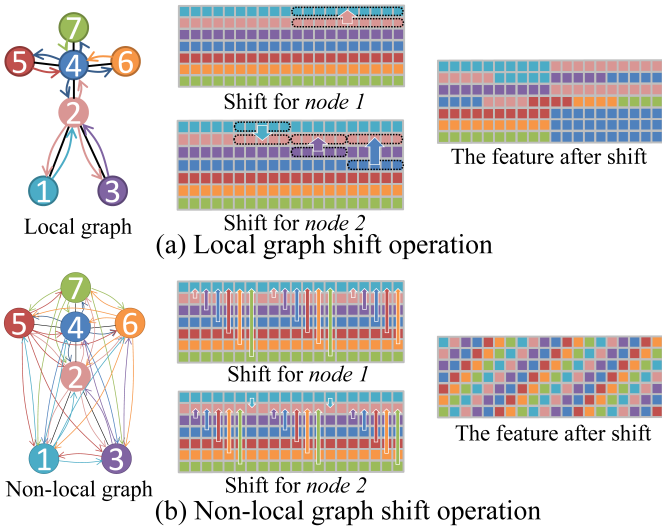 7
5
4
6
2
1
3
Local graph
Shift for node 1
Shift for node 2
The feature after shift
(a) Local graph shift operation
7
5
4
6
2
1
3
Non-local graph
Shift for node 1
Shift for node 2
The feature after shift
(b) Non-local graph shift operation